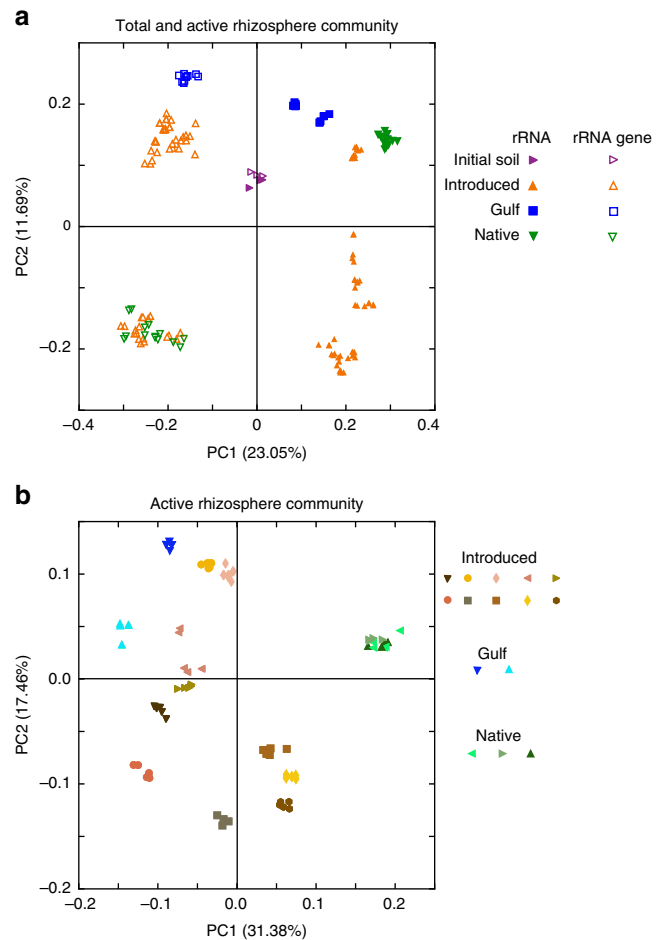 a
Total and active rhizosphere community
0.2
0
–0.2
–0.4
–0.2
0
0.2
0.4
PC2 (11.69%)
PC1 (23.05%)
rRNA
rRNA gene
Initial soil
Introduced
Gulf
Native
b
Active rhizosphere community
0.1
0.0
–0.1
–0.2
–0.2
–0.1
0.0
0.1
0.2
PC2 (17.46%)
PC1 (31.38%)
Introduced
Gulf
Native